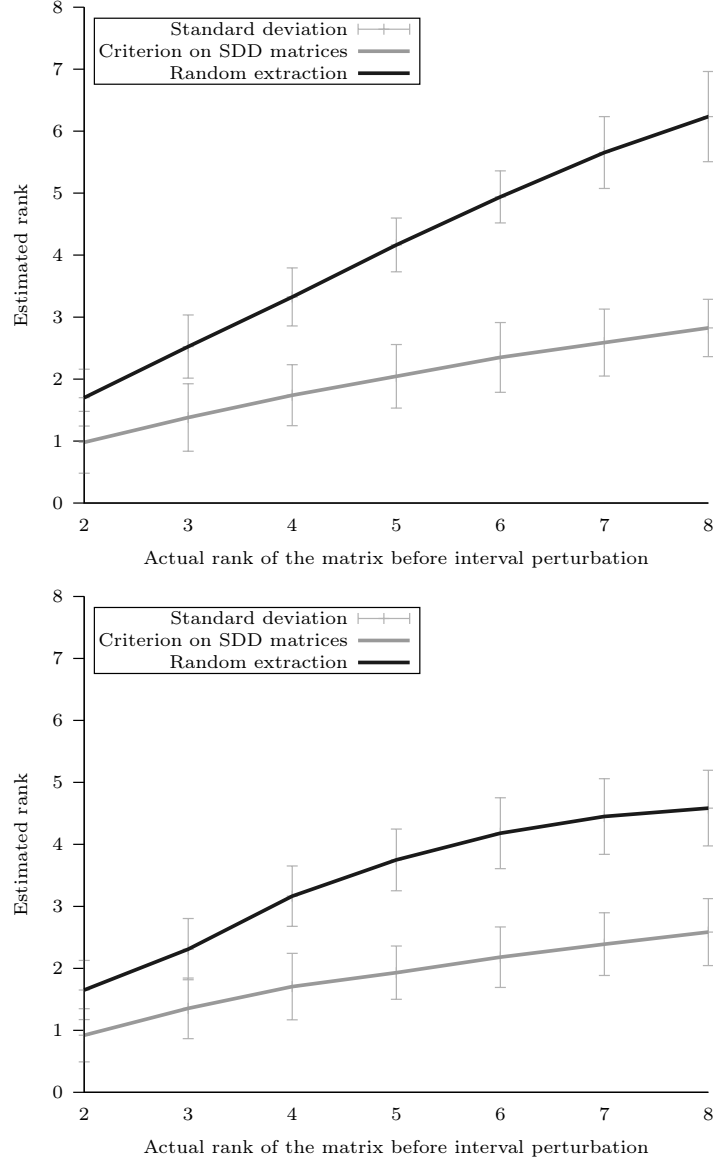 8
7
6
5
4
3
2
1
0
Estimated rank
Standard deviation
Criterion on SDD matrices
Random extraction
2 3 4 5 6 7 8
Actual rank of the matrix before interval perturbation
8
7
6
5
4
3
2
1
0
Estimated rank
Standard deviation
Criterion on SDD matrices
Random extraction
2 3 4 5 6 7 8
Actual rank of the matrix before interval perturbation